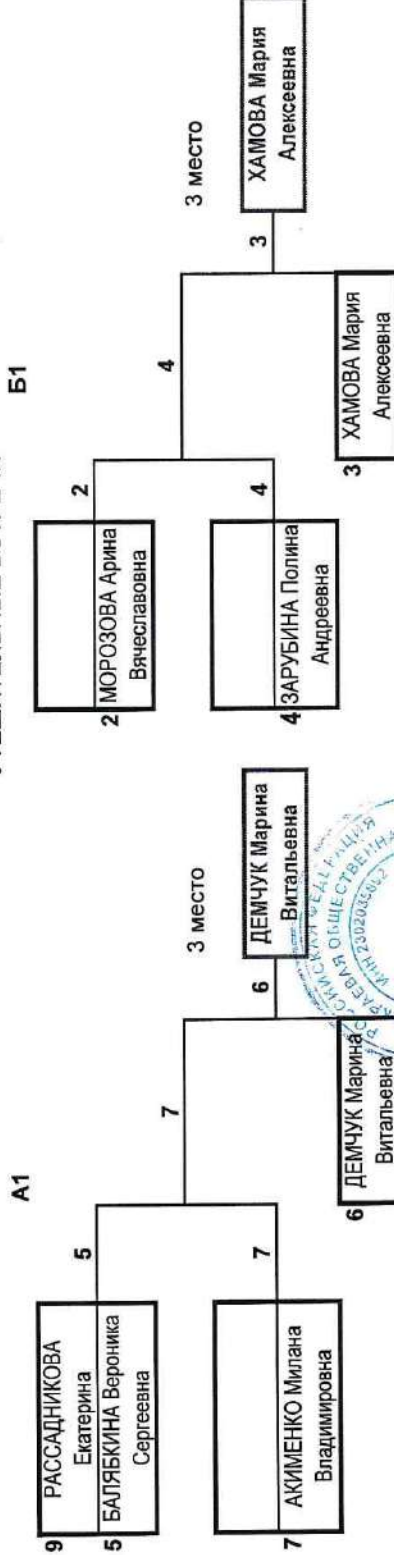 А1
9
РАССАДНИКОВА
Екатерина
5
БАЛЯБКИНА Вероника
Сергеевна
5
7
АКИМЕНКО Милана
Владимировна
7
7
6
ДЕМЧУК Марина
Витальевна
6
3 место
ДЕМЧУК Марина
Витальевна
ИНН
Б1
2
МОРОЗОВА Арина
Вячеславовна
2
4
ЗАРУБИНА Полина
Андреевна
4
4
3
ХАМОВА Мария
Алексеевна
3
3 место
ХАМОВА Мария
Алексеевна